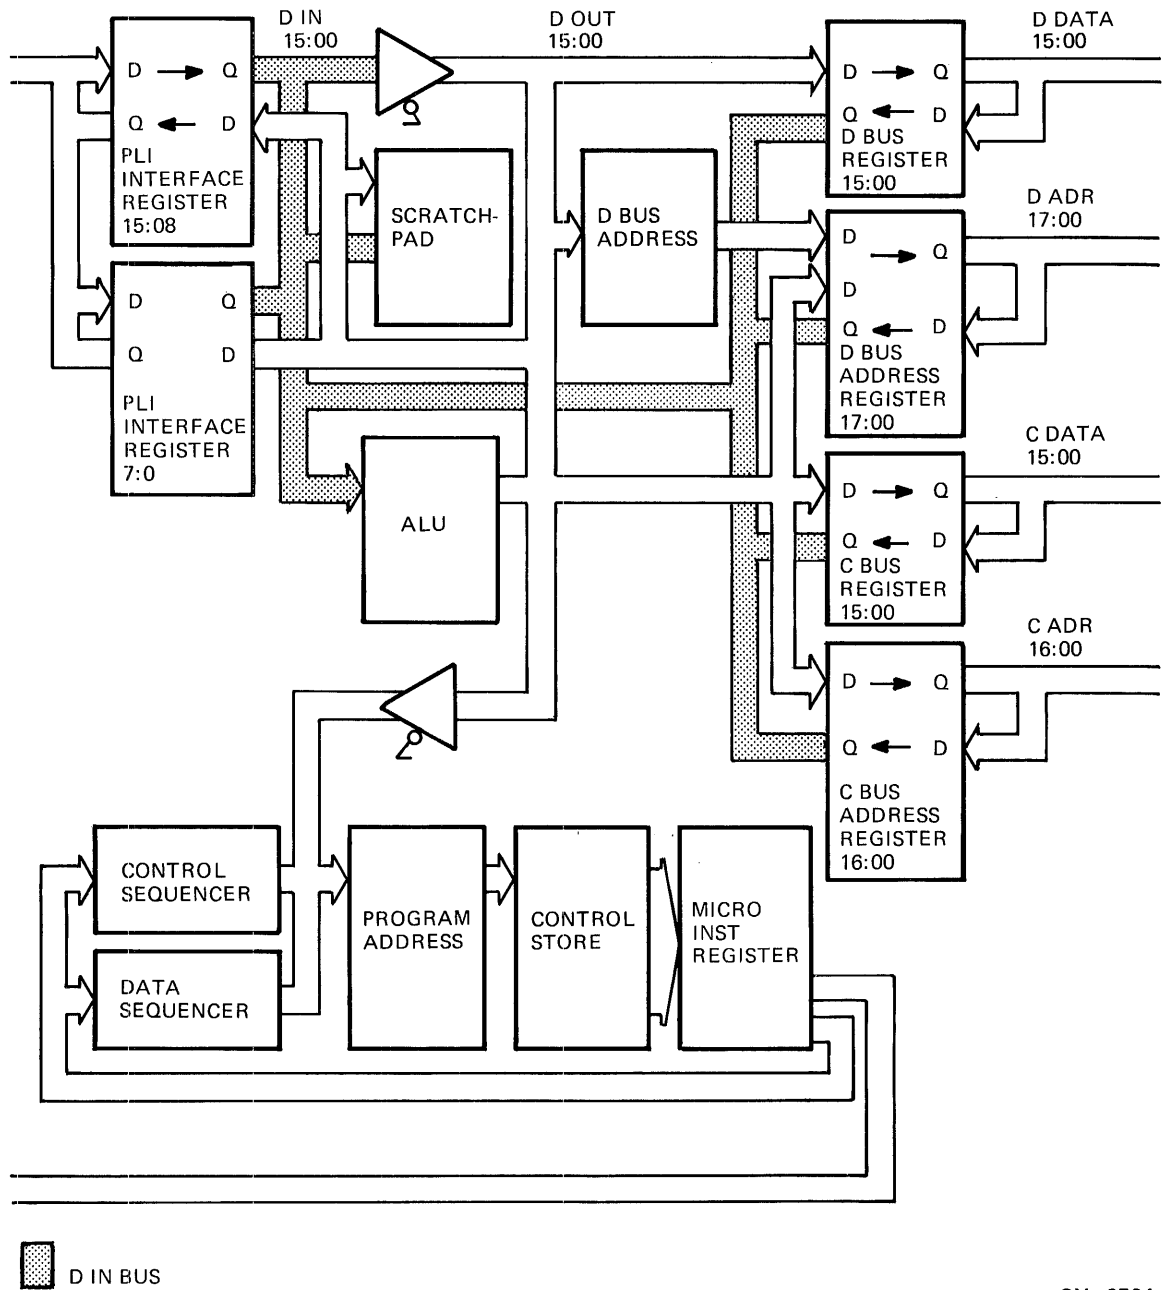 D IN
15:00
D OUT
15:00
D DATA
15:00
D → Q
Q ← D
PLI
INTERFACE
REGISTER
15:08
SCRATCH-
PAD
D BUS
ADDRESS
D → Q
Q ← D
D BUS
REGISTER
15:00
D ADR
17:00
D
Q
D
Q ← D
D BUS
ADDRESS
REGISTER
17:00
D Q
Q D
PLI
INTERFACE
REGISTER
7:0
ALU
C DATA
15:00
D → Q
Q ← D
C BUS
REGISTER
15:00
C ADR
16:00
D → Q
Q ← D
C BUS
ADDRESS
REGISTER
16:00
CONTROL
SEQUENCER
DATA
SEQUENCER
PROGRAM
ADDRESS
CONTROL
STORE
MICRO
INST
REGISTER
D IN BUS